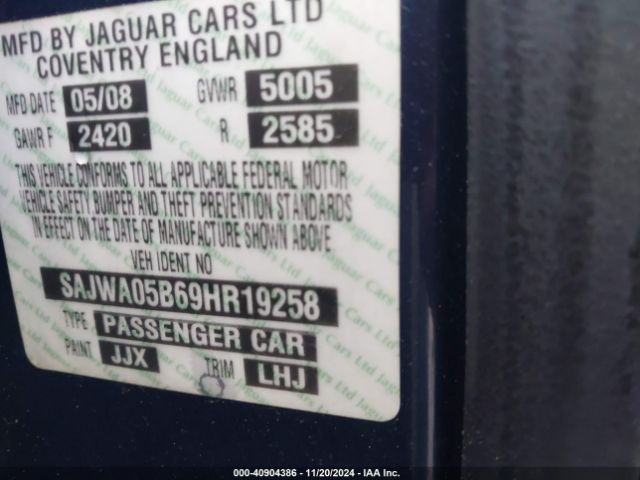 MFD BY JAGUAR CARS LTD
COVENTRY ENGLAND
MFD DATE 05/08 GVWR 5005
GAWR F 2420 R 2585
THIS VEHICLE CONFORMS TO ALL APPLICABLE FEDERAL MOTOR
VEHICLE SAFETY BUMPER AND THEFT PREVENTION STANDARDS
IN EFFECT ON THE DATE OF MANUFACTURE SHOWN ABOVE
VEH IDENT NO
SAJWA05B69HR19258
TYPE PASSENGER CAR
PAINT JJX TRIM LHJ
000-40904386 - 11/20/2024 - IAA Inc.